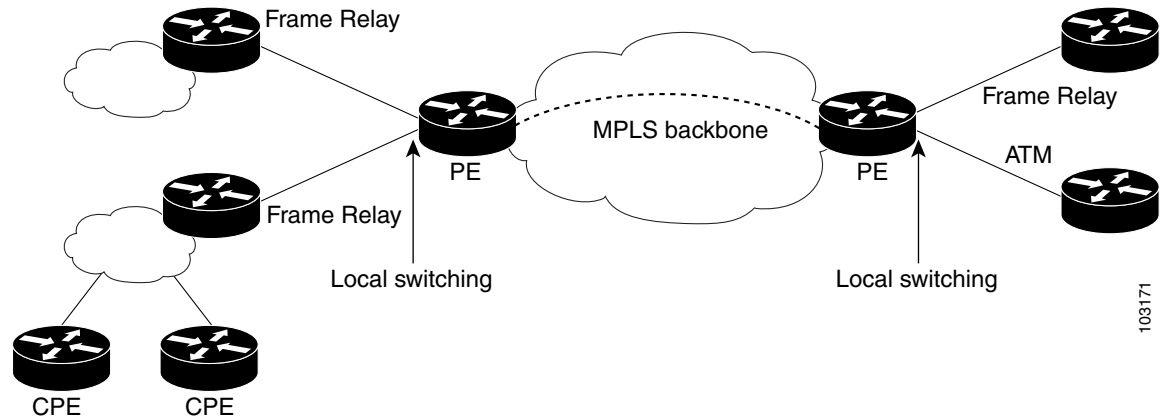 Frame Relay
Frame Relay
MPLS backbone
ATM
PE
PE
Frame Relay
Local switching
Local switching
103171
CPE
CPE